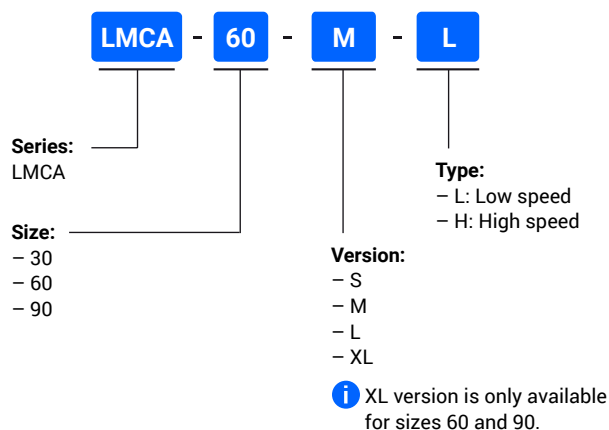 LMCA - 60 - M - L
Series:
LMCA
Size:
– 30
– 60
– 90
Version:
– S
– M
– L
– XL
i XL version is only available
for sizes 60 and 90.
Type:
– L: Low speed
– H: High speed